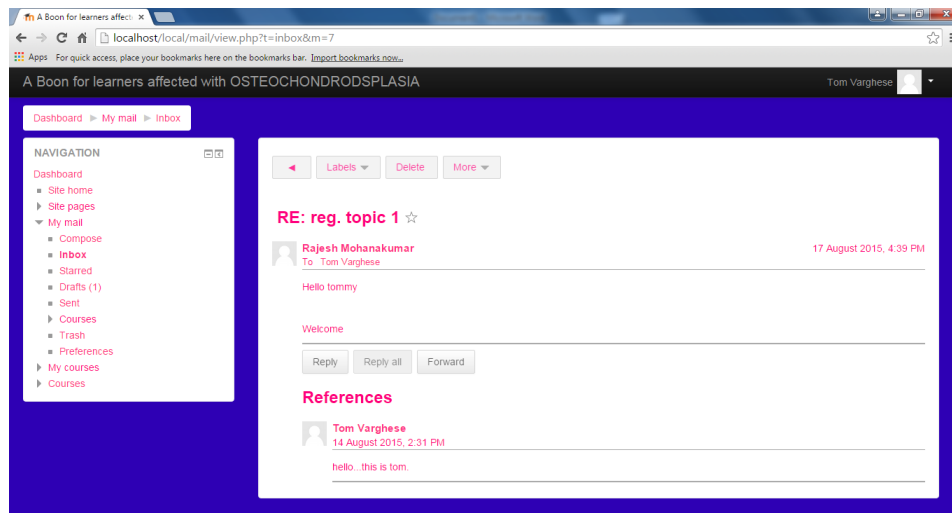 A Boon for learners affect
localhost/local/mail/view.php?t=inbox&m=7
Apps For quick access, place your bookmarks here on the bookmarks bar. Import bookmarks now...
A Boon for learners affected with OSTEOCHONDRODSPLASIA
Tom Varghese
Dashboard My mail Inbox
NAVIGATION
Dashboard
Site home
Site pages
My mail
Compose
Inbox
Starred
Drafts (1)
Sent
Courses
Trash
Preferences
My courses
Courses
Labels Delete More
RE: reg. topic 1
Rajesh Mohanakumar 17 August 2015, 4:39 PM
To Tom Varghese
Hello tommy
Welcome
Reply Reply all Forward
References
Tom Varghese
14 August 2015, 2:31 PM
hello...this is tom.